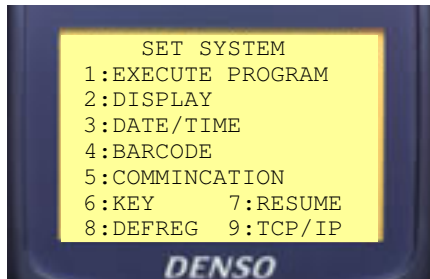 SET SYSTEM
1:EXECUTE PROGRAM
2:DISPLAY
3:DATE/TIME
4:BARCODE
5:COMMINCATION
6:KEY 7:RESUME
8:DEFREG 9:TCP/IP
DENSO